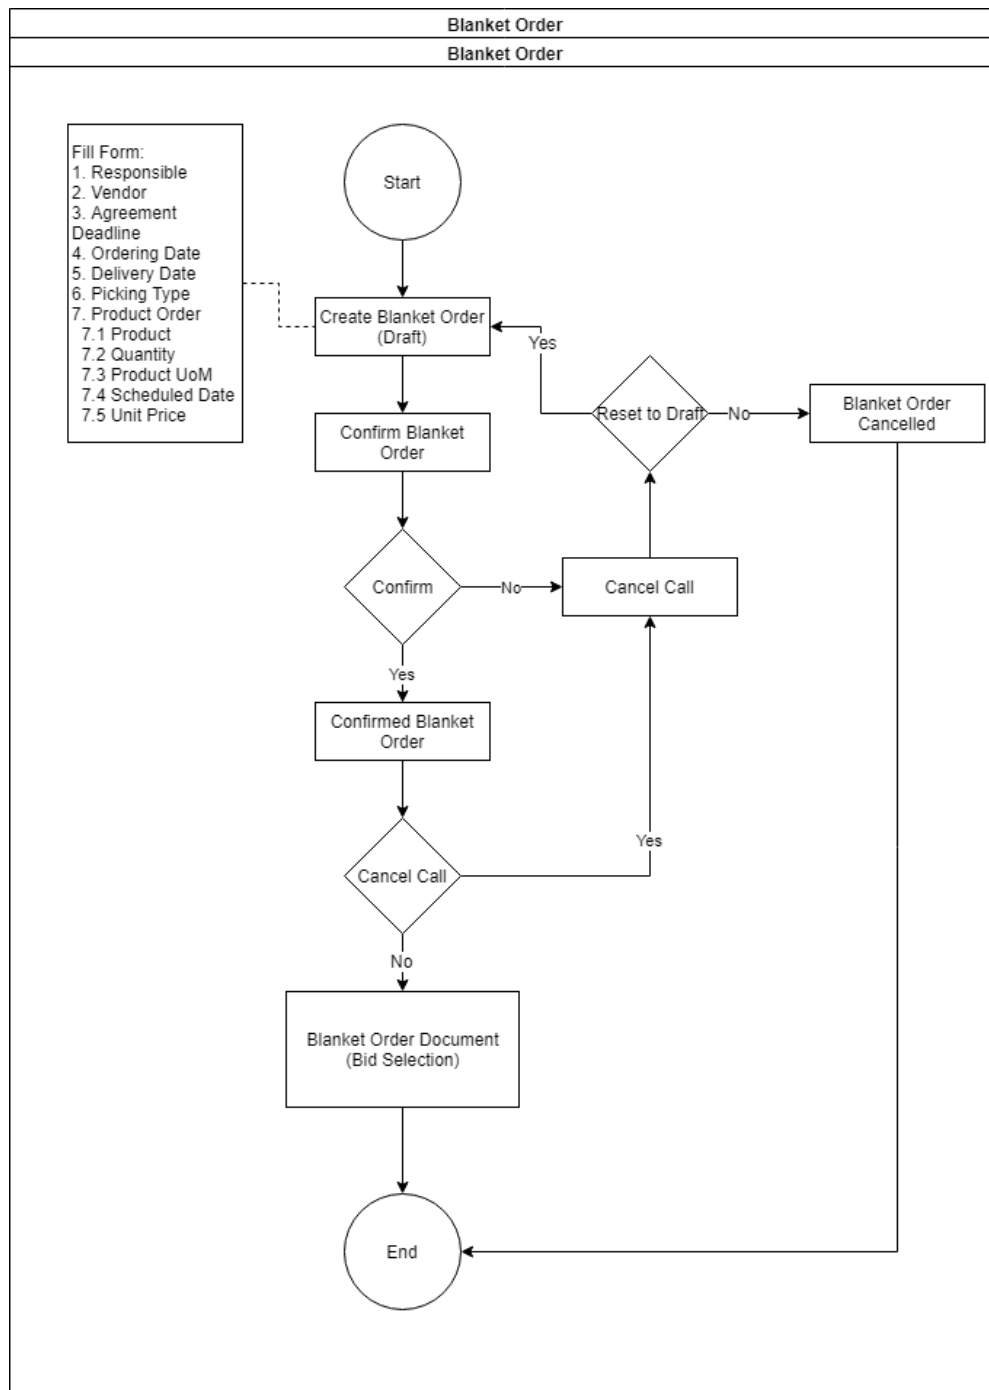 Blanket Order
Blanket Order
Fill Form:
1. Responsible
2. Vendor
3. Agreement
Deadline
4. Ordering Date
5. Delivery Date
6. Picking Type
7. Product Order
7.1 Product
7.2 Quantity
7.3 Product UoM
7.4 Scheduled Date
7.5 Unit Price
Start
Create Blanket Order
(Draft)
Yes
Reset to Draft
No
Blanket Order
Cancelled
Confirm Blanket
Order
Confirm
No
Cancel Call
Yes
Confirmed Blanket
Order
Cancel Call
Yes
No
Blanket Order Document
(Bid Selection)
End